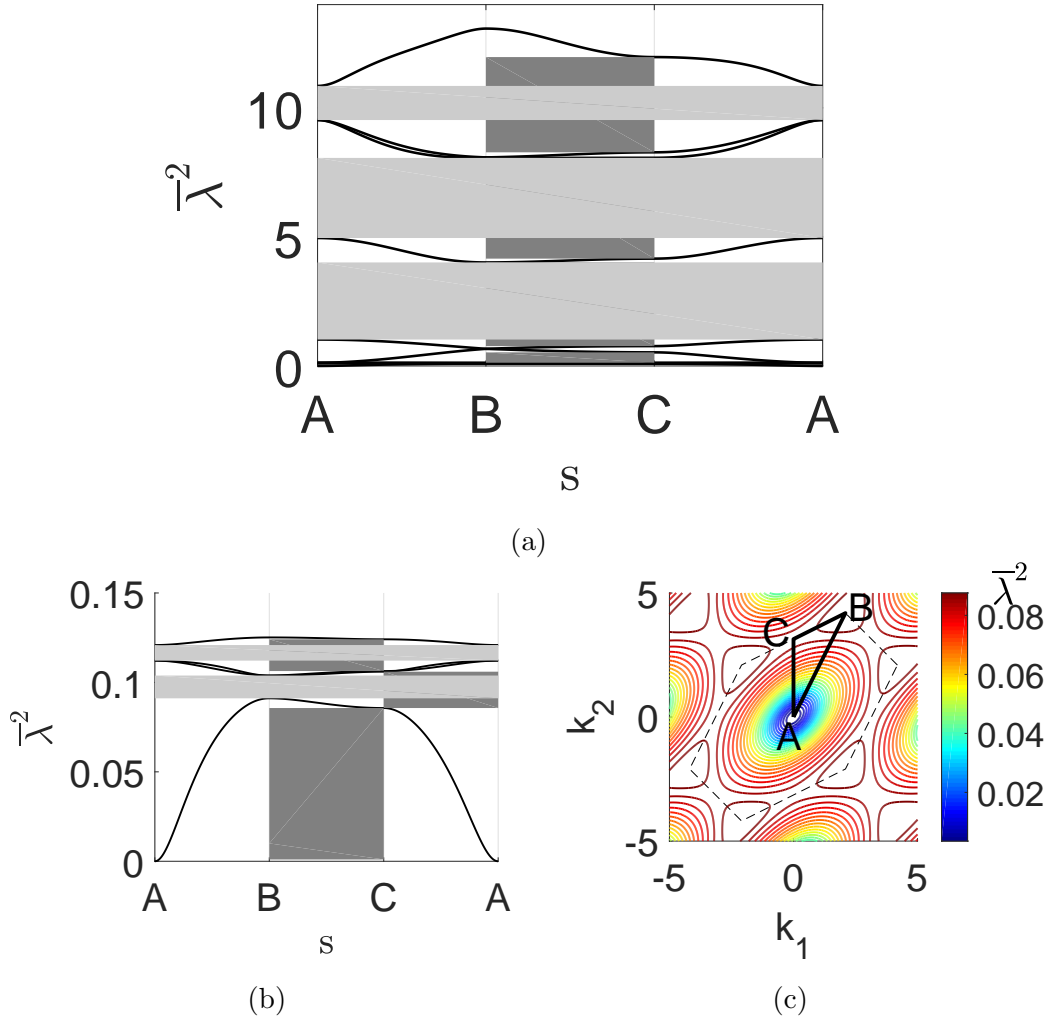 10
5
0
λ̅²
A B C A
s
(a)
0.15
0.1
0.05
0
λ̅²
A B C A
s
(b)
λ̅²
5
0
-5
k₂
C B
A
-5 0 5
k₁
0.08
0.06
0.04
0.02
(c)